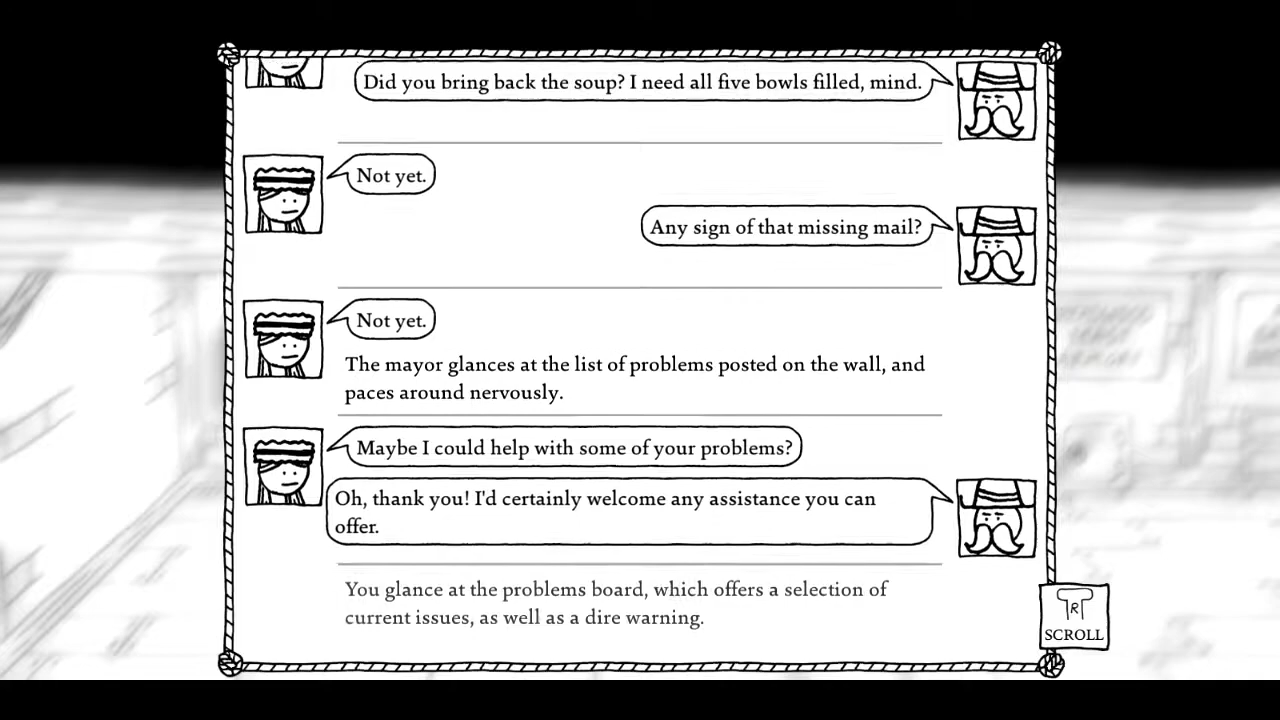 Did you bring back the soup? I need all five bowls filled, mind.
Not yet.
Any sign of that missing mail?
Not yet.
The mayor glances at the list of problems posted on the wall, and
paces around nervously.
Maybe I could help with some of your problems?
Oh, thank you! I'd certainly welcome any assistance you can
offer.
You glance at the problems board, which offers a selection of
current issues, as well as a dire warning.
R
SCROLL